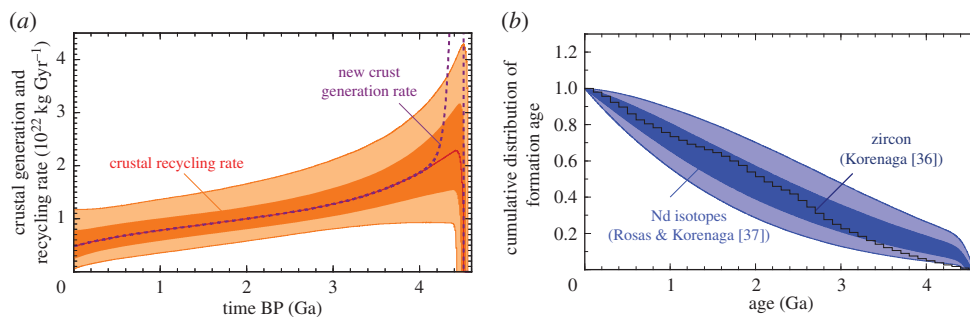 (a)
crustal generation and
recycling rate (10²² kg Gyr⁻¹)
4
3
2
1
new crust
generation rate
crustal recycling rate
0 1 2 3 4
time BP (Ga)
(b)
cumulative distribution of
formation age
1.2
1.0
0.8
0.6
0.4
0.2
zircon
(Korenaga [36])
Nd isotopes
(Rosas & Korenaga [37])
0 1 2 3 4
age (Ga)